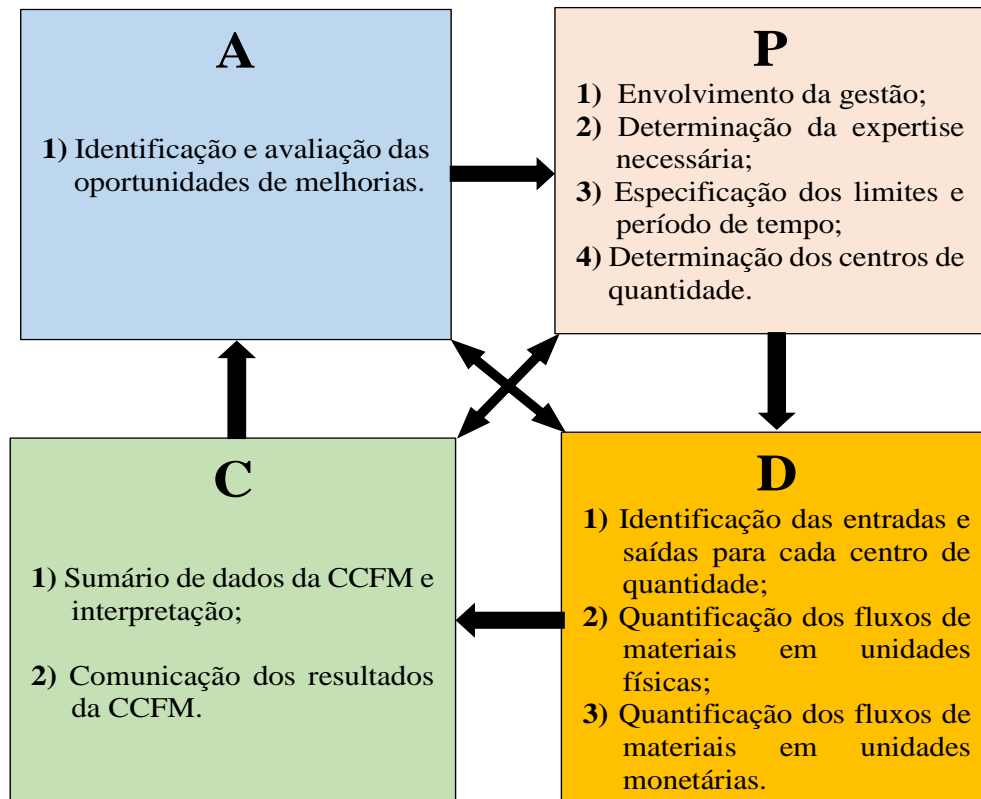 A
1) Identificação e avaliação das
oportunidades de melhorias.
P
1) Envolvimento da gestão;
2) Determinação da expertise
necessária;
3) Especificação dos limites e
período de tempo;
4) Determinação dos centros de
quantidade.
C
1) Sumário de dados da CCFM e
interpretação;
2) Comunicação dos resultados
da CCFM.
D
1) Identificação das entradas e
saídas para cada centro de
quantidade;
2) Quantificação dos fluxos de
materiais em unidades
físicas;
3) Quantificação dos fluxos de
materiais em unidades
monetárias.